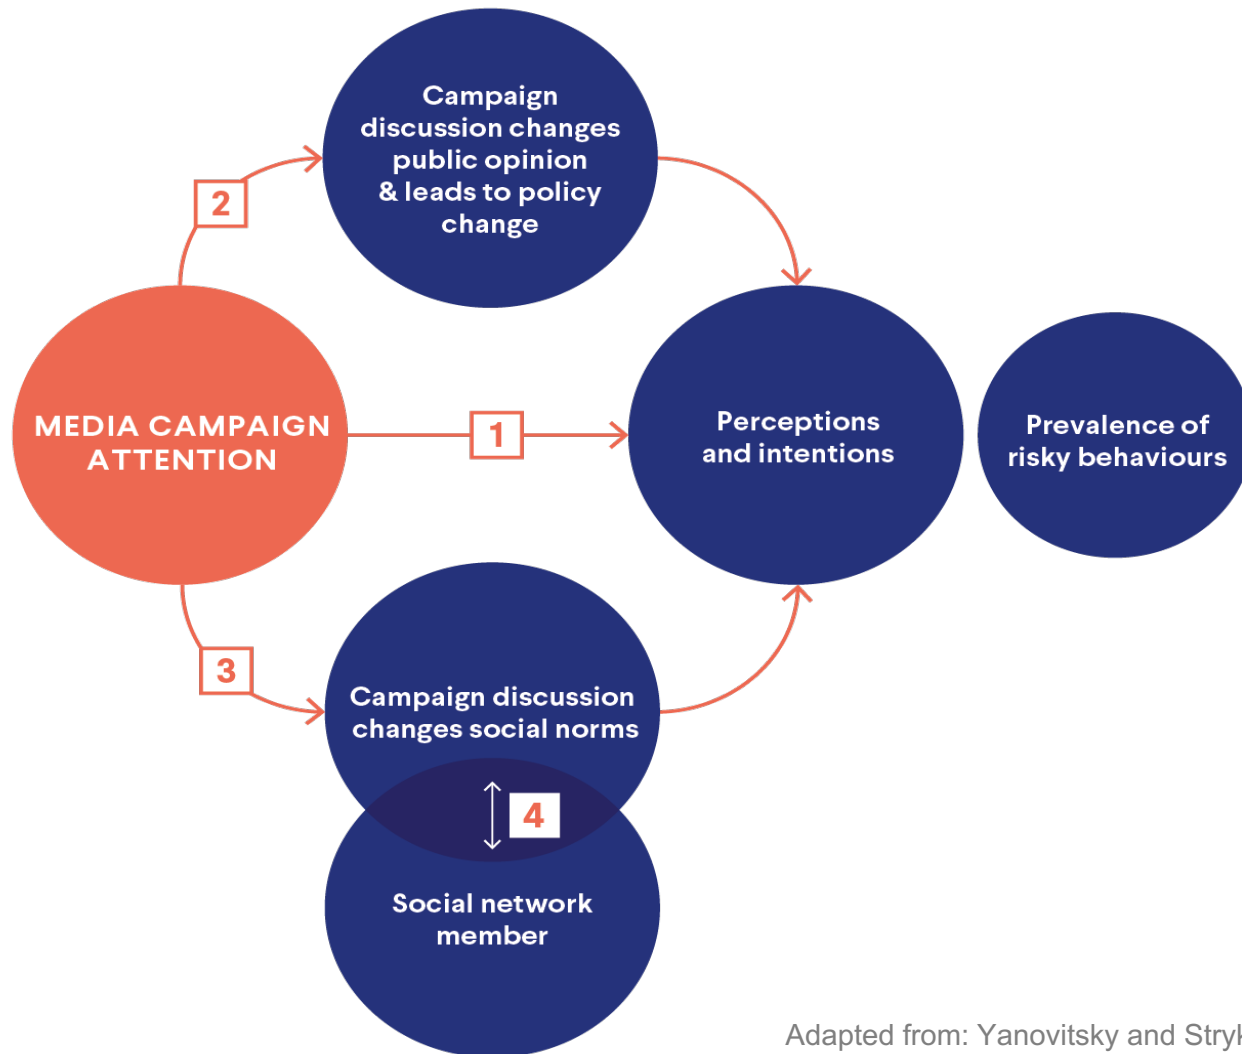 Campaign
discussion changes
public opinion
& leads to policy
change
2
MEDIA CAMPAIGN
ATTENTION
1
Perceptions
and intentions
Prevalence of
risky behaviours
3
Campaign discussion
changes social norms
4
Social network
member
Adapted from: Yanovitsky and